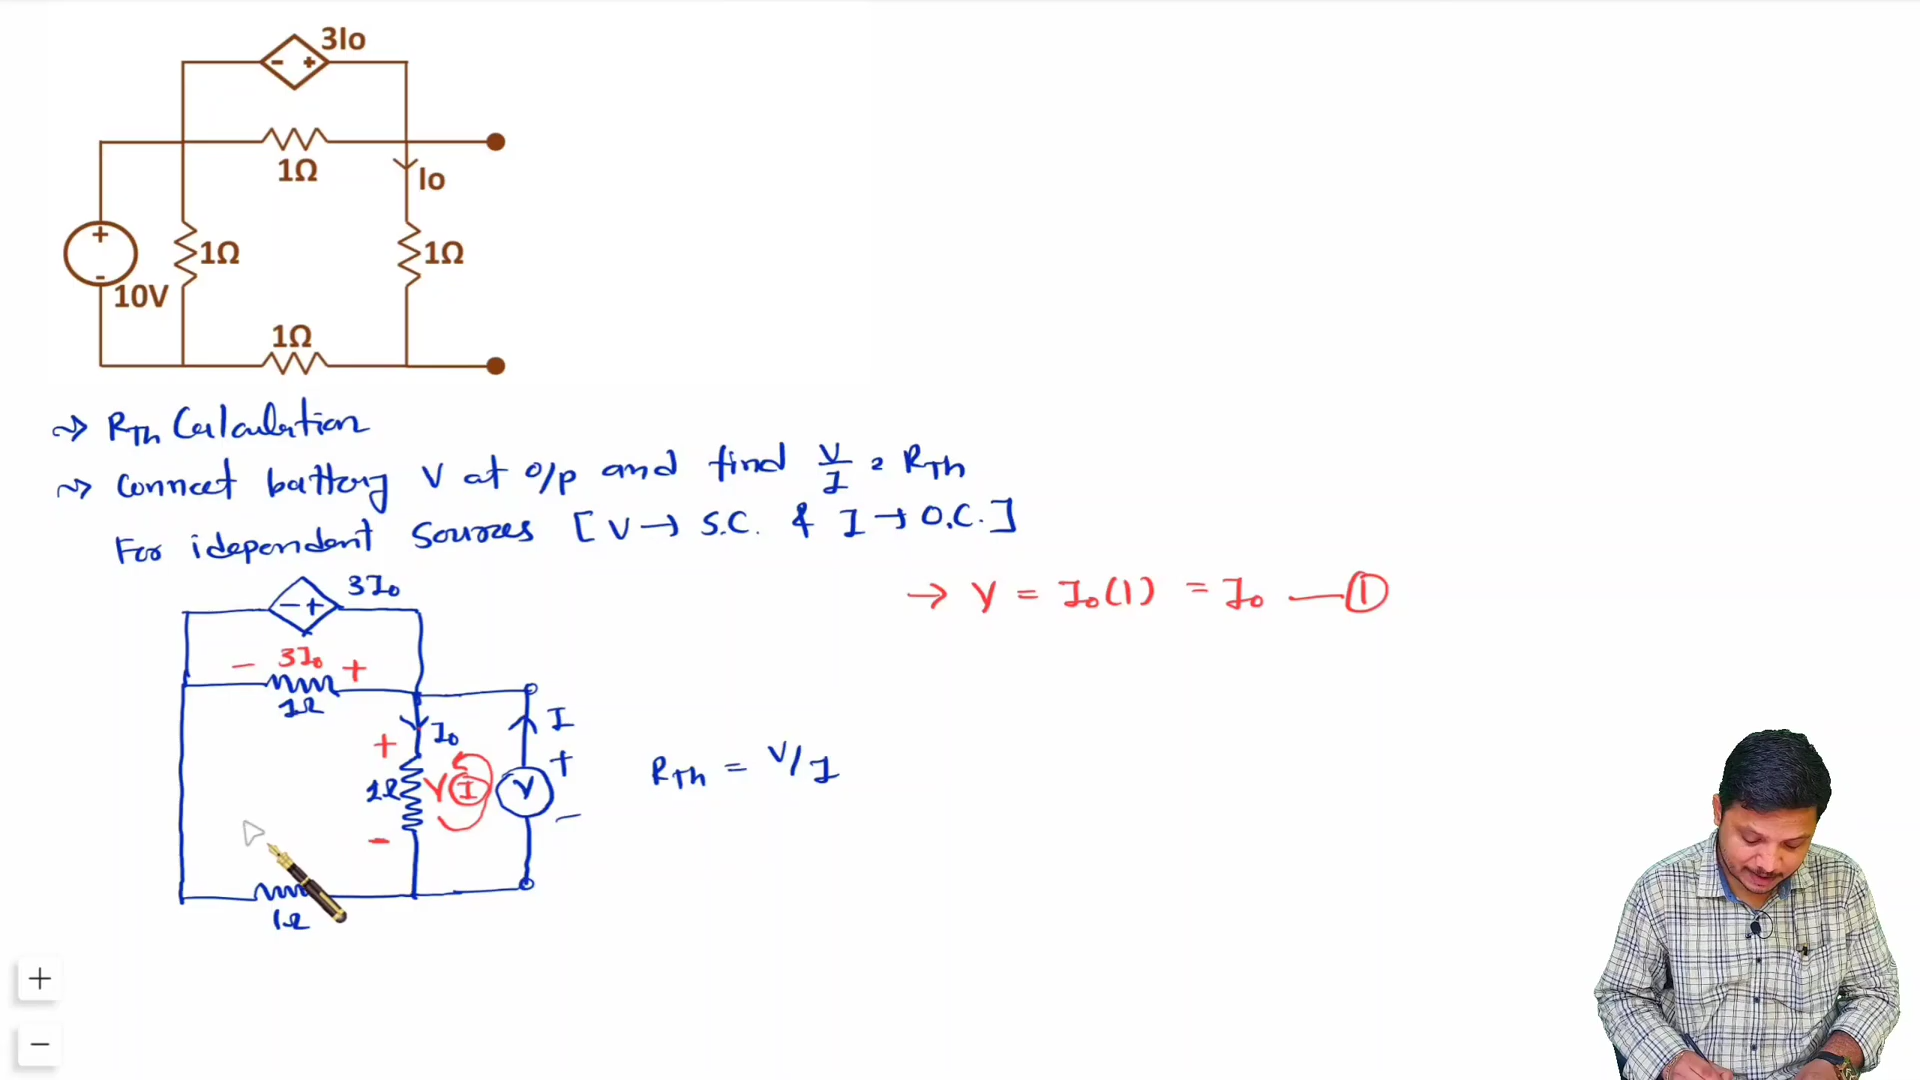 3Io
- +
1Ω
Io
+
-
10V
1Ω
1Ω
1Ω
~> RTh Calculation
~> Connect battery V at o/p and find V/I = RTh
For idependent Sources [V → S.C. & I → O.C.]
3Io
- +
→ V = Io(1) = Io —①
- 3Io +
1Ω
Io
I
+
+
1Ω
V
I
V
RTh = V/I
-
-
1Ω
+
−